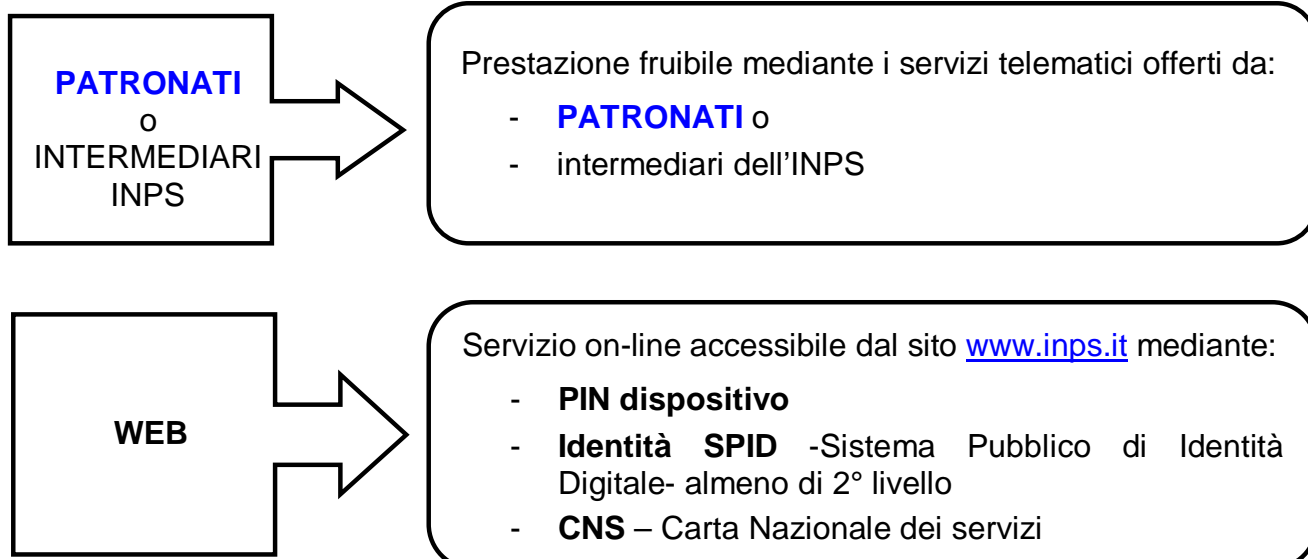 PATRONATI
o
INTERMEDIARI
INPS
Prestazione fruibile mediante i servizi telematici offerti da:
- PATRONATI o
- intermediari dell’INPS
WEB
Servizio on-line accessibile dal sito www.inps.it mediante:
- PIN dispositivo
- Identità SPID -Sistema Pubblico di Identità
Digitale- almeno di 2° livello
- CNS – Carta Nazionale dei servizi